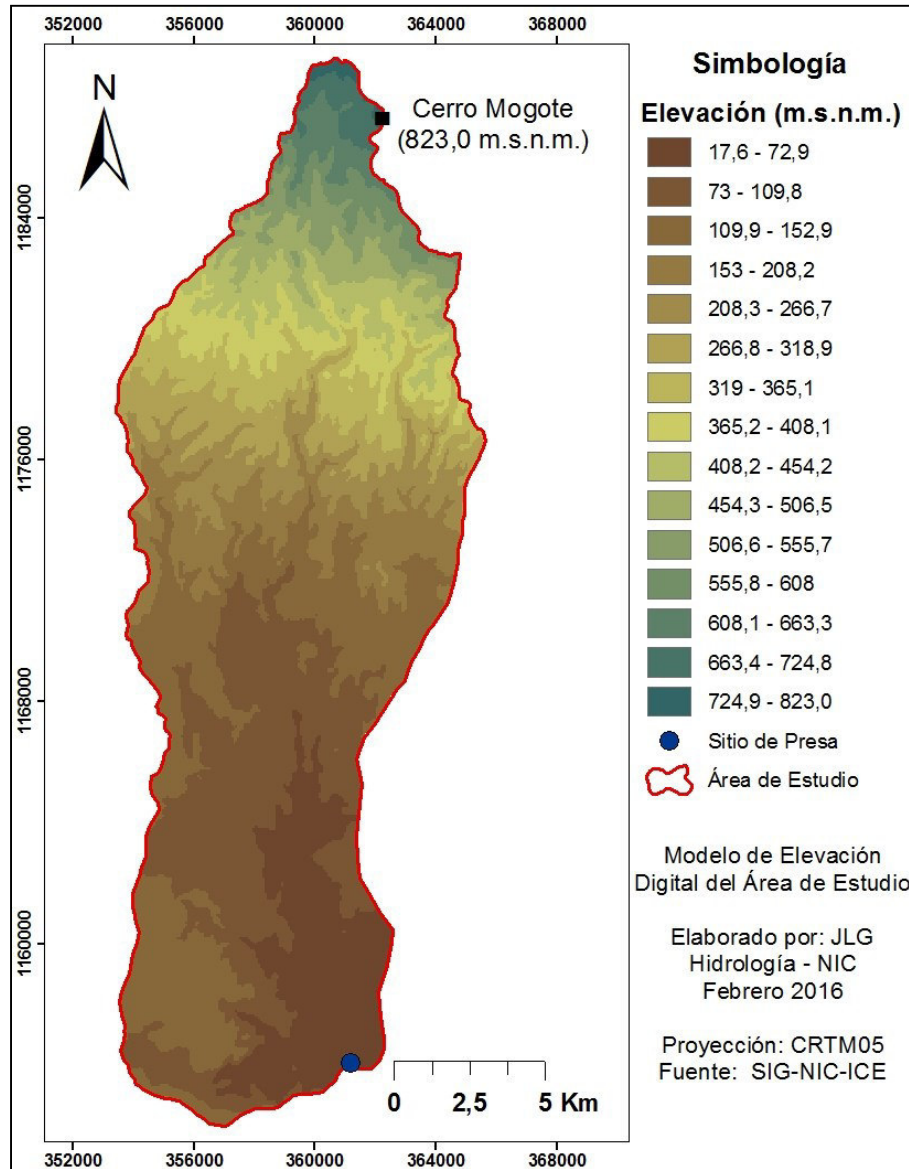 352000 356000 360000 364000 368000
N
Cerro Mogote
(823,0 m.s.n.m.)
1184000
1176000
1168000
1160000
0 2,5 5 Km
352000 356000 360000 364000 368000
Simbología
Elevación (m.s.n.m.)
17,6 - 72,9
73 - 109,8
109,9 - 152,9
153 - 208,2
208,3 - 266,7
266,8 - 318,9
319 - 365,1
365,2 - 408,1
408,2 - 454,2
454,3 - 506,5
506,6 - 555,7
555,8 - 608
608,1 - 663,3
663,4 - 724,8
724,9 - 823,0
Sitio de Presa
Área de Estudio
Modelo de Elevación
Digital del Área de Estudio
Elaborado por: JLG
Hidrología - NIC
Febrero 2016
Proyección: CRTM05
Fuente: SIG-NIC-ICE